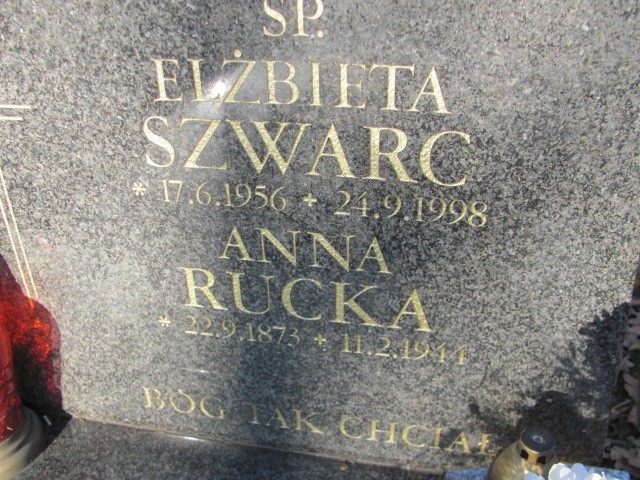 ŚP.
ELŻBIETA
SZWARC
* 17.6.1956 + 24.9.1998
ANNA
RUCKA
* 22.9.1873 + 11.2.1944
BÓG TAK CHCIAŁ